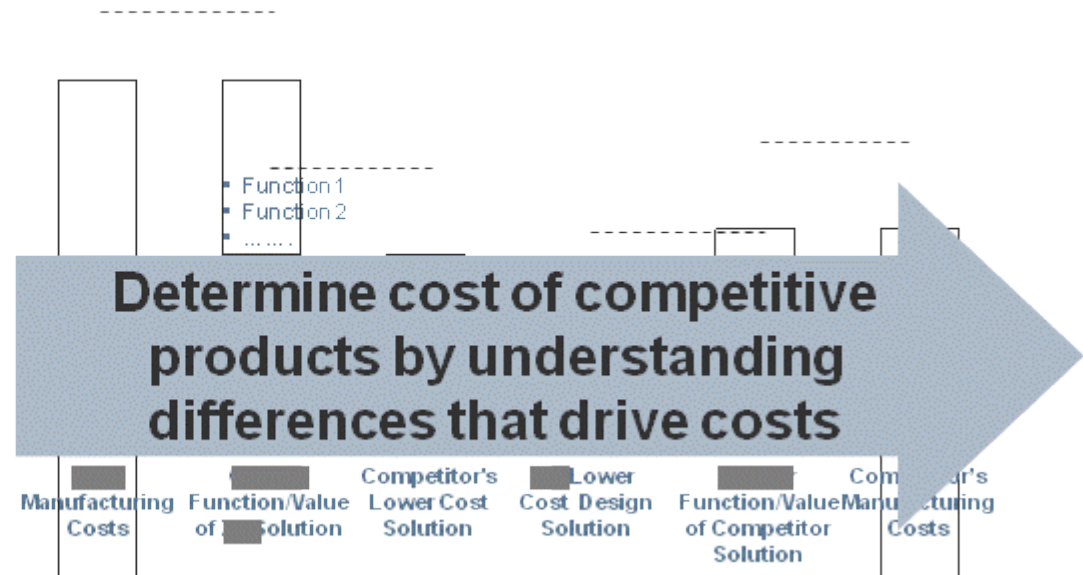 Function 1
Function 2
... ... .
Determine cost of competitive
products by understanding
differences that drive costs
Manufacturing
Costs
Function/Value
of Solution
Competitor's
Lower Cost
Solution
Lower
Cost Design
Solution
Function/Value
of Competitor
Solution
Costs